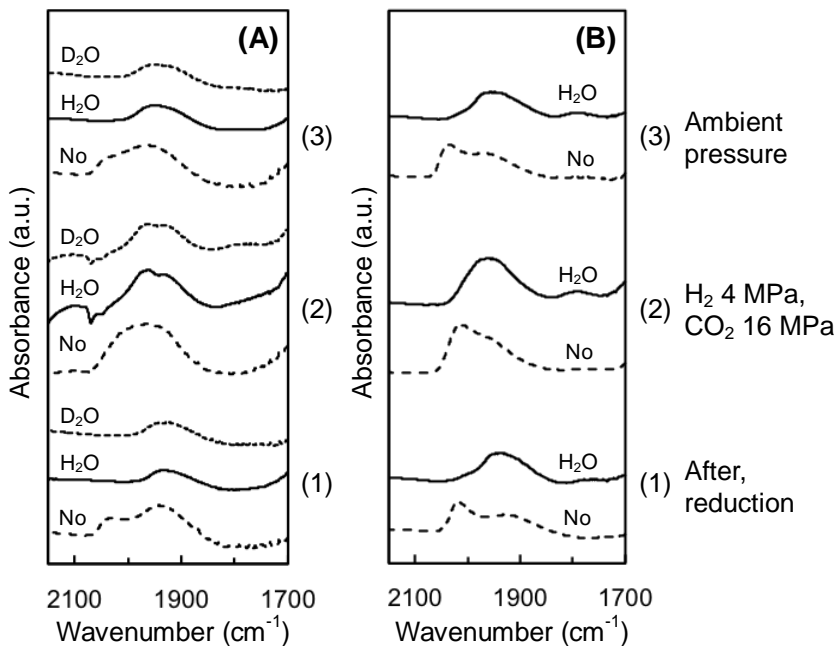 (A)
D₂O
H₂O
No
(3)
D₂O
H₂O
No
(2)
D₂O
H₂O
No
(1)
Absorbance (a.u.)
2100 1900 1700
Wavenumber (cm⁻¹)
(B)
H₂O
No
(3) Ambient
pressure
H₂O
No
(2) H₂ 4 MPa,
CO₂ 16 MPa
H₂O
No
(1) After,
reduction
Absorbance (a.u.)
2100 1900 1700
Wavenumber (cm⁻¹)